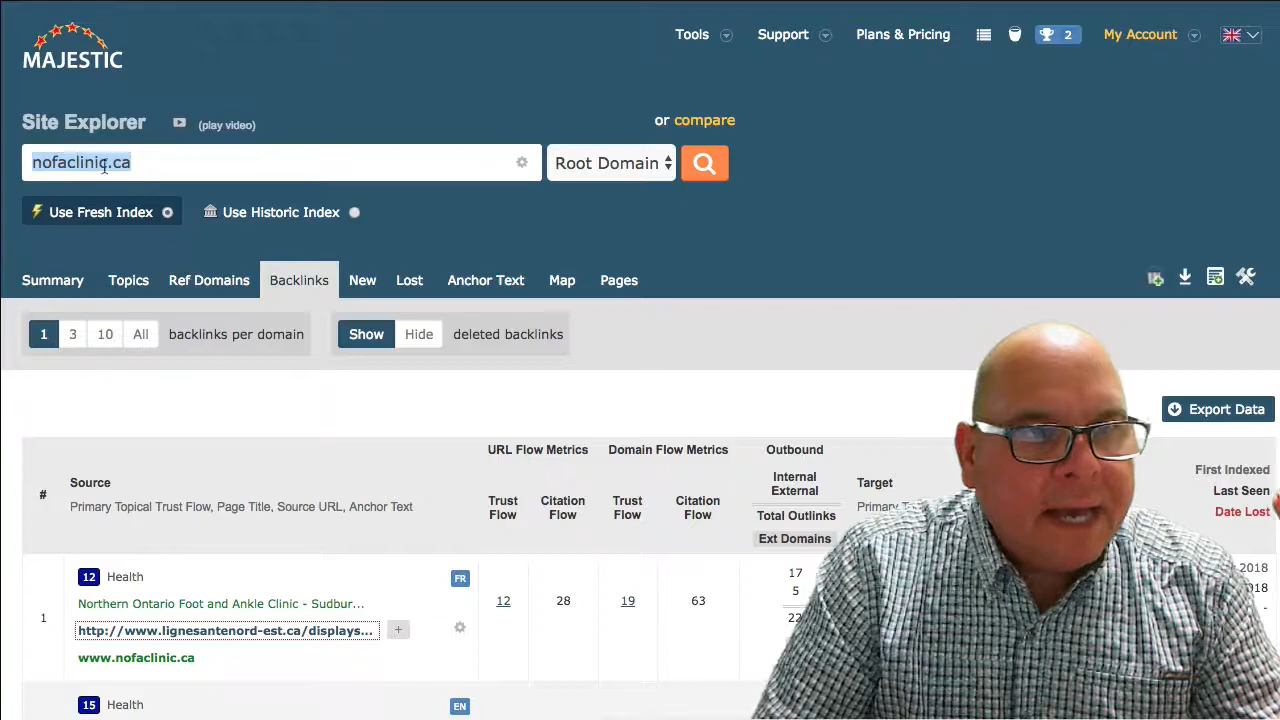 MAJESTIC
Tools
Support
Plans & Pricing
2
My Account
Site Explorer
(play video)
or compare
nofaclinic.ca
Root Domain
Use Fresh Index
Use Historic Index
Summary
Topics
Ref Domains
Backlinks
New
Lost
Anchor Text
Map
Pages
1
3
10
All
backlinks per domain
Show
Hide
deleted backlinks
Export Data
#
Source
Primary Topical Trust Flow, Page Title, Source URL, Anchor Text
URL Flow Metrics
Trust Flow
Citation Flow
Domain Flow Metrics
Trust Flow
Citation Flow
Outbound
Internal
External
Total Outlinks
Ext Domains
Target
First Indexed
Last Seen
Date Lost
1
12 Health
FR
Northern Ontario Foot and Ankle Clinic - Sudbur...
http://www.lignesantenord-est.ca/displays...
+
www.nofaclinic.ca
12
28
19
63
17
5
22
2018
2018
-
15 Health
EN